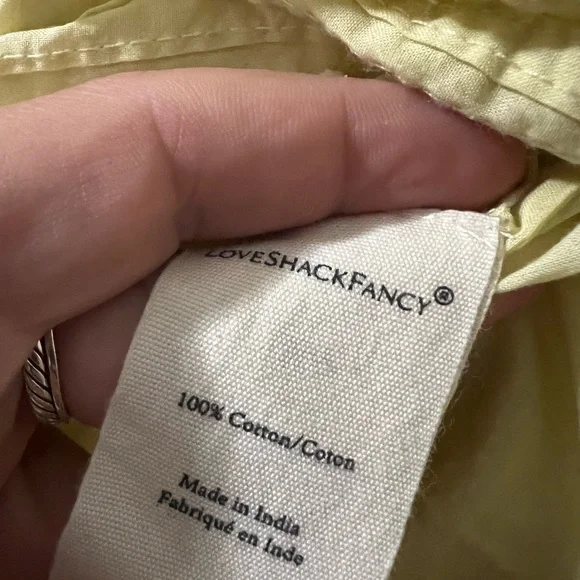 LOVESHACKFANCY®
100% Cotton/Coton
Made in India
Fabriqué en Inde